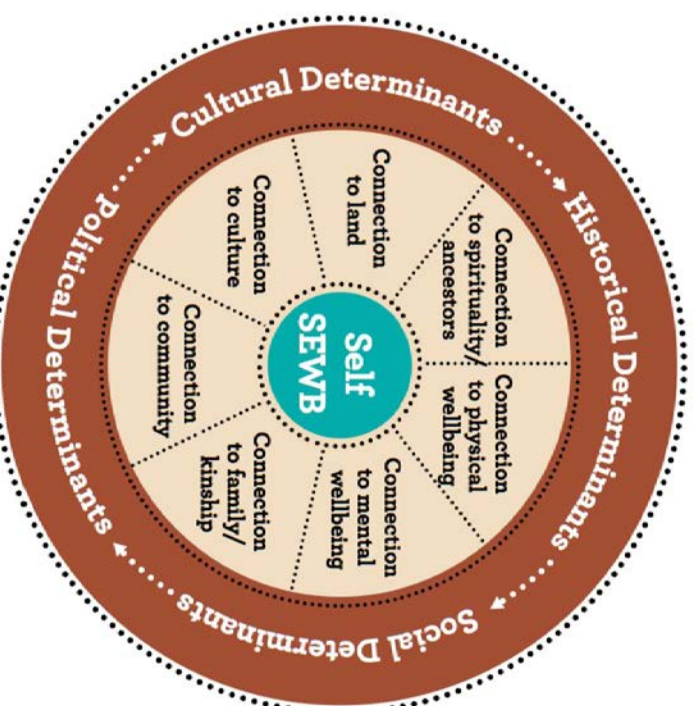 Self
SEWB
Connection
to spirituality/
ancestors
Connection
to physical
wellbeing
Connection
to mental
wellbeing
Connection
to family/
kinship
Connection
to community
Connection
to culture
Connection
to land
Historical Determinants
Social Determinants
Political Determinants
Cultural Determinants